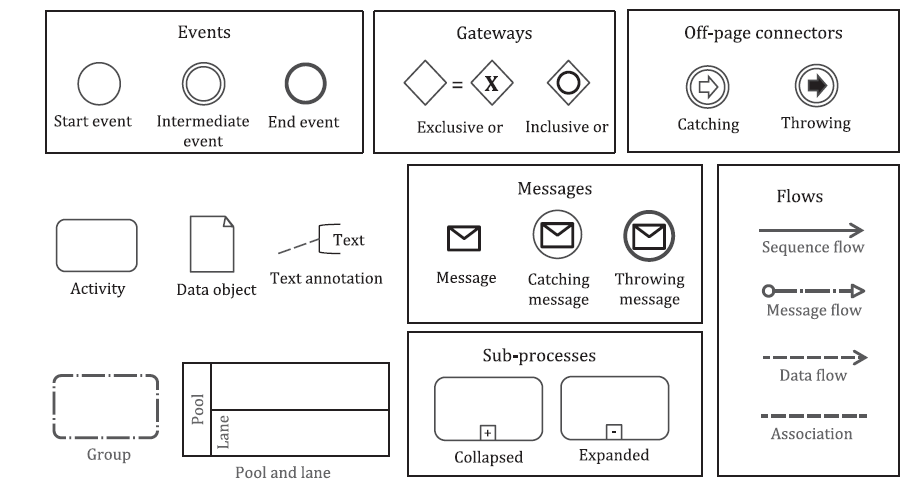 Events
Start event
Intermediate
event
End event
Gateways
=
X
Exclusive or
Inclusive or
Off-page connectors
Catching
Throwing
Activity
Data object
Text
Text annotation
Messages
Message
Catching
message
Throwing
message
Flows
Sequence flow
Message flow
Data flow
Association
Group
Pool
Lane
Pool and lane
Sub-processes
+
Collapsed
-
Expanded